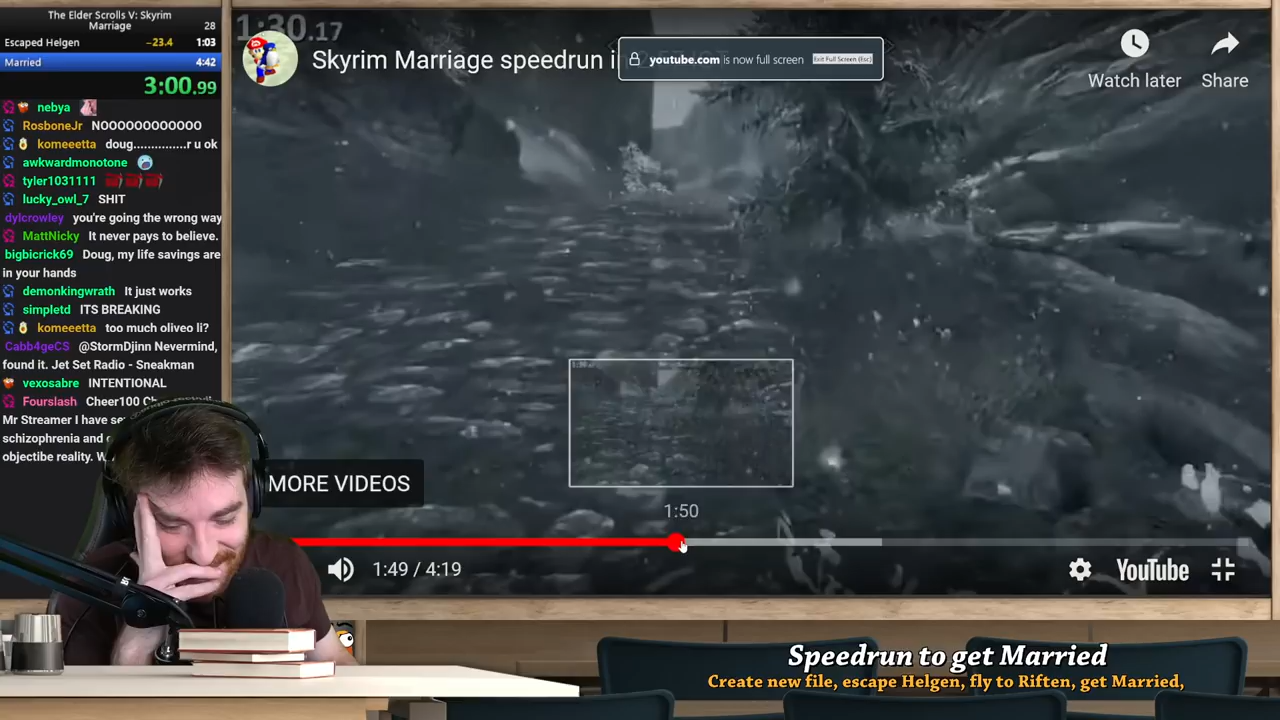 The Elder Scrolls V: Skyrim
Marriage 28
Escaped Helgen −23.4 1:03
Married 4:42
3:00.99
nebya
RosboneJr NOOOOOOOOOOOO
komeeetta doug..............r u ok
awkwardmonotone
tyler1031111
lucky_owl_7 SHIT
dylcrowley you're going the wrong way
MattNicky It never pays to believe.
bigbicrick69 Doug, my life savings are
in your hands
demonkingwrath It just works
simpletd ITS BREAKING
komeeetta too much oliveo li?
Cabb4geCS @StormDjinn Nevermind,
found it. Jet Set Radio - Sneakman
vexosabre INTENTIONAL
Fourslash Cheer100
Mr Streamer I have
schizophrenia and
objectibe reality.
1:30.17
Skyrim Marriage speedrun
youtube.com is now full screen Exit Full Screen (Esc)
Watch later Share
MORE VIDEOS
1:50
1:49 / 4:19
YouTube
Speedrun to get Married
Create new file, escape Helgen, fly to Riften, get Married,